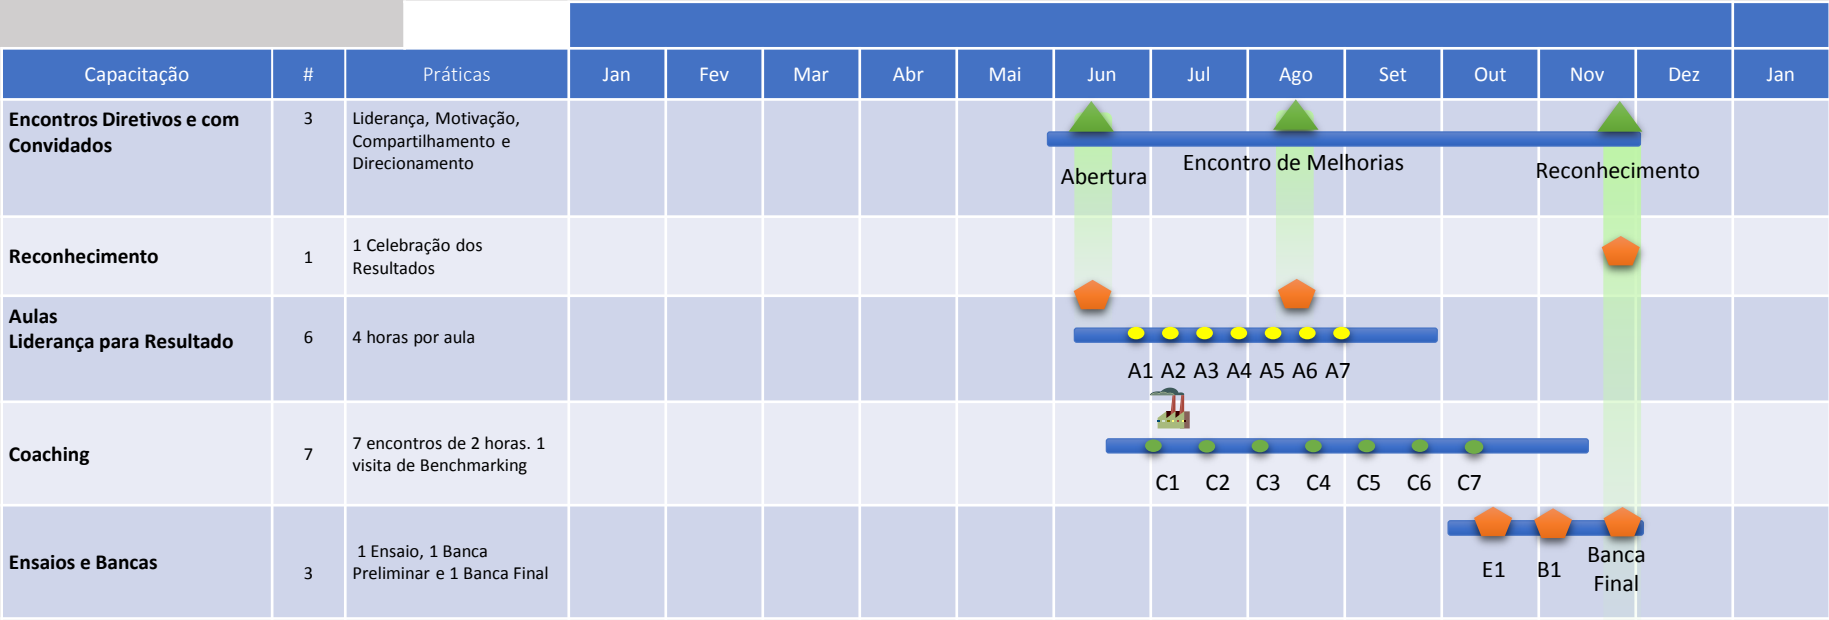 Capacitação # Práticas Jan Fev Mar Abr Mai Jun Jul Ago Set Out Nov Dez Jan
Encontros Diretivos e com
Convidados
3
Liderança, Motivação,
Compartilhamento e
Direcionamento
Abertura
Encontro de Melhorias
Reconhecimento
Reconhecimento
1
1 Celebração dos
Resultados
Aulas
Liderança para Resultado
6
4 horas por aula
A1 A2 A3 A4 A5 A6 A7
Coaching
7
7 encontros de 2 horas. 1
visita de Benchmarking
C1 C2 C3 C4 C5 C6 C7
Ensaios e Bancas
3
1 Ensaio, 1 Banca
Preliminar e 1 Banca Final
E1
B1
Banca
Final